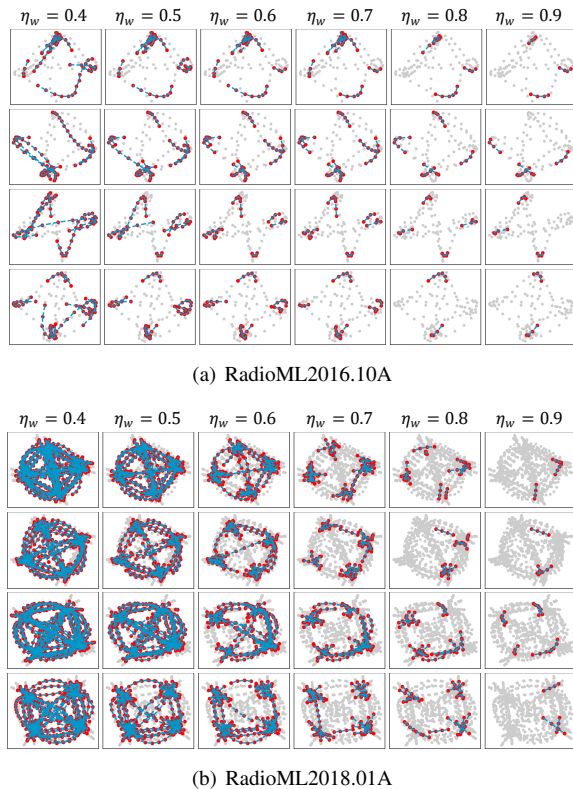 η_w = 0.4 η_w = 0.5 η_w = 0.6 η_w = 0.7 η_w = 0.8 η_w = 0.9
(a) RadioML2016.10A
η_w = 0.4 η_w = 0.5 η_w = 0.6 η_w = 0.7 η_w = 0.8 η_w = 0.9
(b) RadioML2018.01A